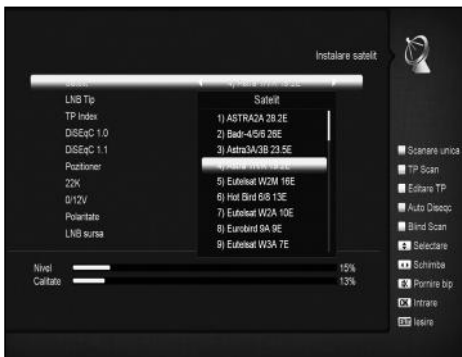 Instalare satelit
LNB Tip
TP Index
DiSEqC 1.0
DiSEqC 1.1
Pozitioner
22K
0/12V
Polaritate
LNB sursa
Satelit
1) ASTRA2A 28.2E
2) Badr-4/5/6 26E
3) Astra3A/3B 23.5E
5) Eutelsat W2M 16E
6) Hot Bird 6/8 13E
7) Eutelsat W2A 10E
8) Eurobird 9A 9E
9) Eutelsat W3A 7E
Nivel 15%
Calitate 13%
Scanare unica
TP Scan
Editare TP
Auto Diseqc
Blind Scan
Selectare
Schimba
Pornire bip
OK Intrare
EXIT Iesire